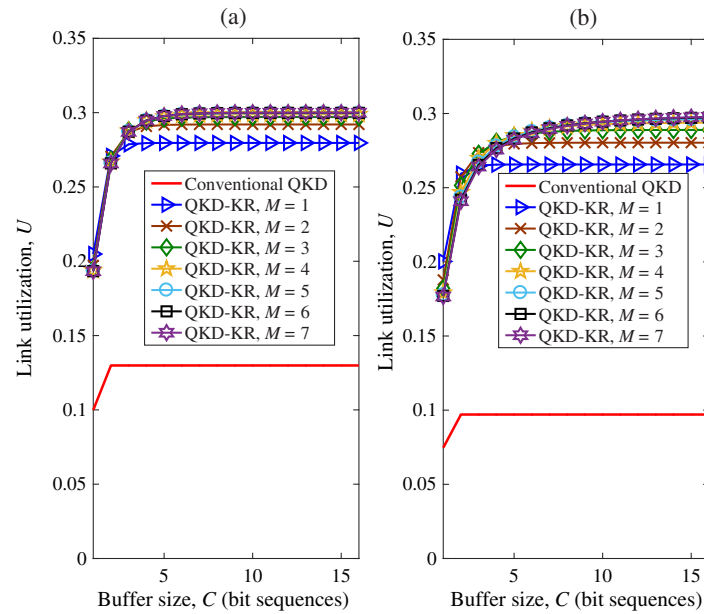 (a)
0.35
0.3
0.25
0.2
0.15
0.1
0.05
0
5
10
15
Link utilization, U
Buffer size, C (bit sequences)
Conventional QKD
QKD-KR, M = 1
QKD-KR, M = 2
QKD-KR, M = 3
QKD-KR, M = 4
QKD-KR, M = 5
QKD-KR, M = 6
QKD-KR, M = 7
(b)
0.35
0.3
0.25
0.2
0.15
0.1
0.05
0
5
10
15
Link utilization, U
Buffer size, C (bit sequences)
Conventional QKD
QKD-KR, M = 1
QKD-KR, M = 2
QKD-KR, M = 3
QKD-KR, M = 4
QKD-KR, M = 5
QKD-KR, M = 6
QKD-KR, M = 7